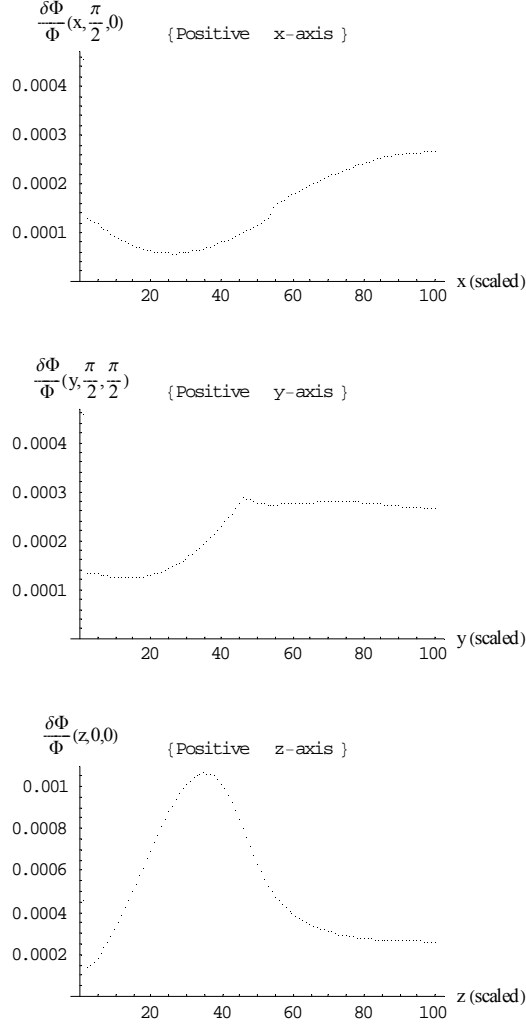 δΦ/Φ(x,π/2,0) {Positive x-axis}
0.0004
0.0003
0.0002
0.0001
20 40 60 80 100 x (scaled)
δΦ/Φ(y,π/2,π/2) {Positive y-axis}
0.0004
0.0003
0.0002
0.0001
20 40 60 80 100 y (scaled)
δΦ/Φ(z,0,0) {Positive z-axis}
0.001
0.0008
0.0006
0.0004
0.0002
20 40 60 80 100 z (scaled)